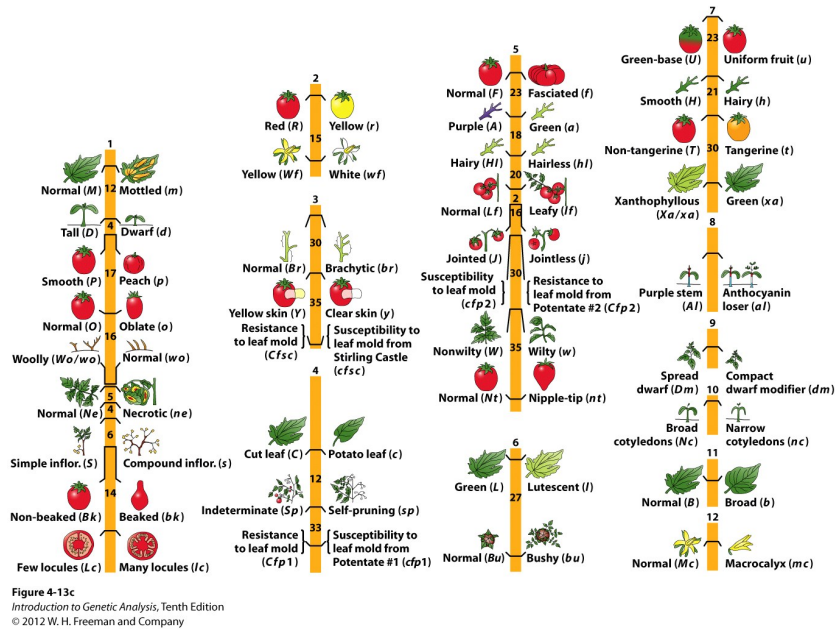 1
Normal (M) 12 Mottled (m)
Tall (D) 4 Dwarf (d)
17
Smooth (P) Peach (p)
Normal (O) Oblate (o)
16
Woolly (Wo/wo) Normal (wo)
5
Normal (Ne) 4 Necrotic (ne)
6
Simple inflor. (S) Compound inflor. (s)
14
Non-beaked (Bk) Beaked (bk)
Few locules (Lc) Many locules (lc)
2
Red (R) Yellow (r)
15
Yellow (Wf) White (wf)
3
30
Normal (Br) Brachytic (br)
35
Yellow skin (Y) Clear skin (y)
Resistance
to leaf mold
(Cfsc)
Susceptibility to
leaf mold from
Stirling Castle
(cfsc)
4
Cut leaf (C) Potato leaf (c)
12
Indeterminate (Sp) Self-pruning (sp)
33
Resistance
to leaf mold
(Cfp1)
Susceptibility to
leaf mold from
Potentate #1 (cfp1)
5
Normal (F) 23 Fasciated (f)
Purple (A) Green (a)
18
Hairy (Hl) Hairless (hl)
20
2
Normal (Lf) 16 Leafy (lf)
Jointed (J) Jointless (j)
30
Susceptibility
to leaf mold
(cfp2)
Resistance to
leaf mold from
Potentate #2 (Cfp2)
Nonwilty (W) 35 Wilty (w)
Normal (Nt) Nipple-tip (nt)
6
Green (L) Lutescent (l)
27
Normal (Bu) Bushy (bu)
7
23
Green-base (U) Uniform fruit (u)
21
Smooth (H) Hairy (h)
30
Non-tangerine (T) Tangerine (t)
Xanthophyllous
(Xa/xa)
Green (xa)
8
Purple stem
(Al)
Anthocyanin
loser (al)
9
Spread
dwarf (Dm)
Compact
dwarf modifier (dm)
10
Broad
cotyledons (Nc)
Narrow
cotyledons (nc)
11
Normal (B) Broad (b)
12
Normal (Mc) Macrocalyx (mc)
Figure 4-13c
Introduction to Genetic Analysis, Tenth Edition
© 2012 W. H. Freeman and Company